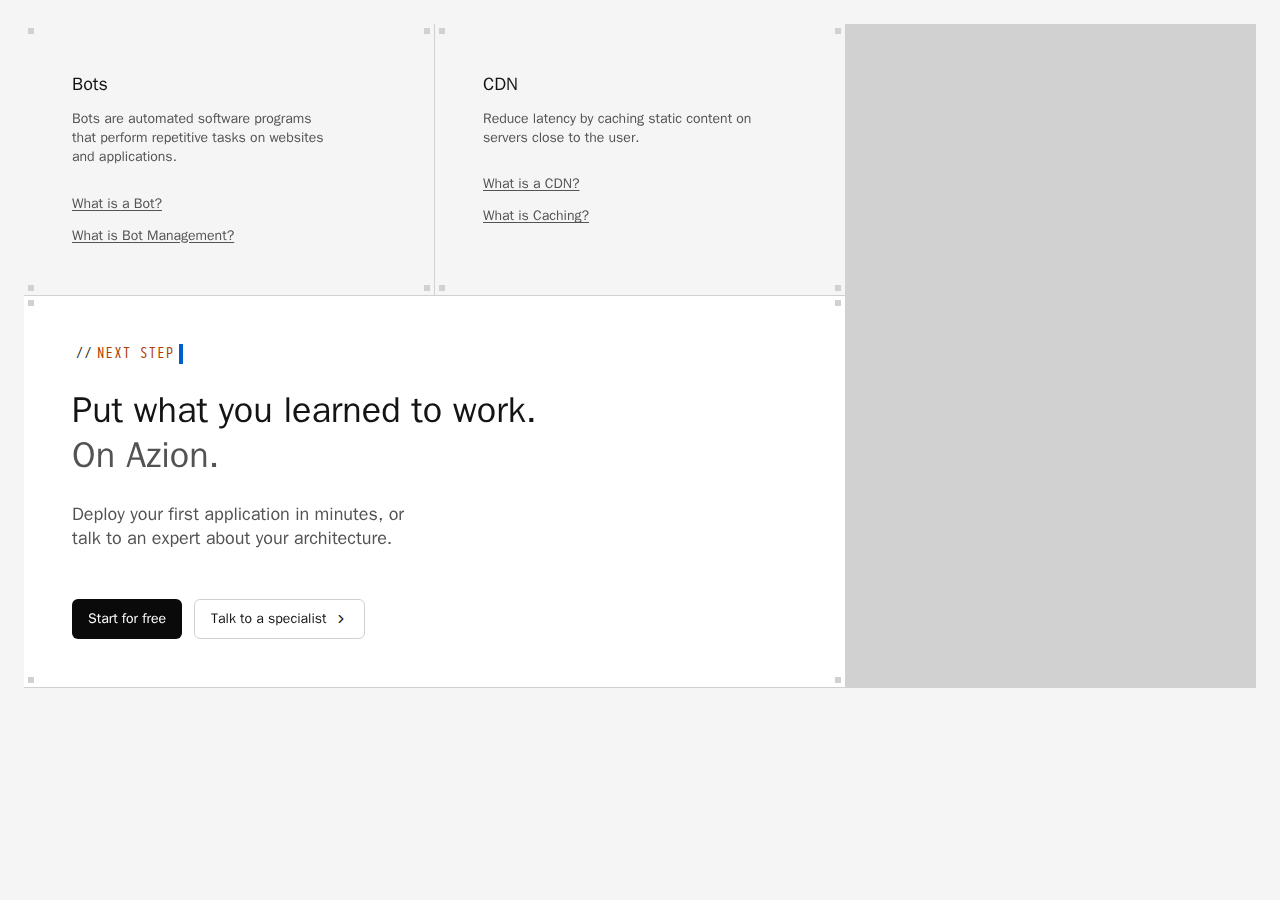 Bots
Bots are automated software programs
that perform repetitive tasks on websites
and applications.
What is a Bot?
What is Bot Management?
CDN
Reduce latency by caching static content on
servers close to the user.
What is a CDN?
What is Caching?
// NEXT STEP
Put what you learned to work.
On Azion.
Deploy your first application in minutes, or
talk to an expert about your architecture.
Start for free
Talk to a specialist